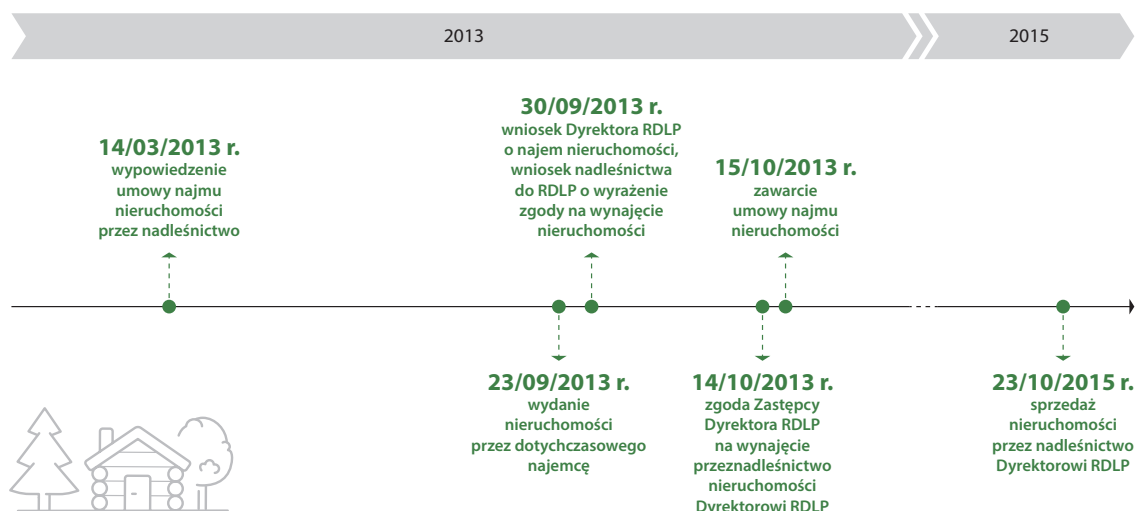 2013
2015
14/03/2013 r.
wypowiedzenie
umowy najmu
nieruchomości
przez nadleśnictwo
23/09/2013 r.
wydanie
nieruchomości
przez dotychczasowego
najemcę
30/09/2013 r.
wniosek Dyrektora RDLP
o najem nieruchomości,
wniosek nadleśnictwa
do RDLP o wyrażenie
zgody na wynajęcie
nieruchomości
14/10/2013 r.
zgoda Zastępcy
Dyrektora RDLP
na wynajęcie
przeznadleśnictwo
nieruchomości
Dyrektorowi RDLP
15/10/2013 r.
zawarcie
umowy najmu
nieruchomości
23/10/2015 r.
sprzedaż
nieruchomości
przez nadleśnictwo
Dyrektorowi RDLP